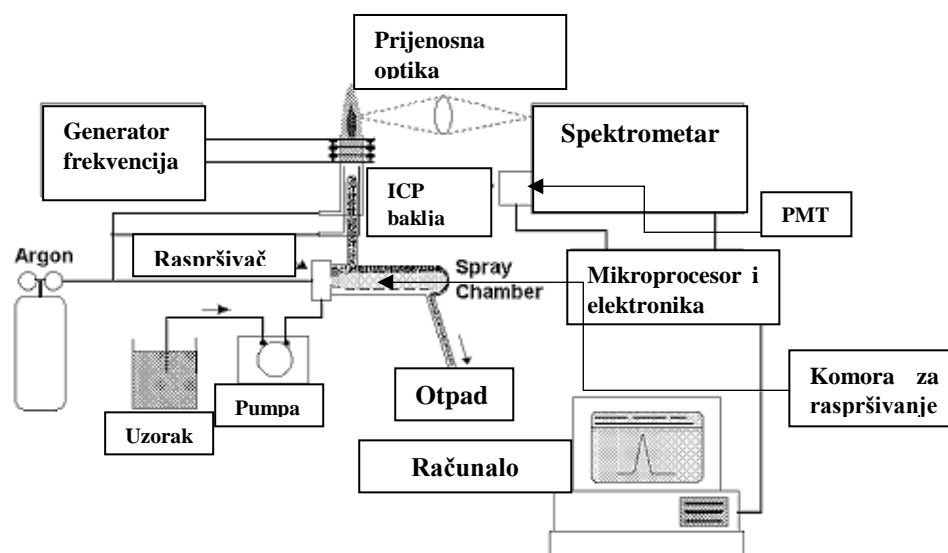 Prijenosna
optika
Generator
frekvencija
Spektrometar
ICP
baklja
PMT
Argon
Raspršivač
Spray
Chamber
Mikroprocesor i
elektronika
Komora za
raspršivanje
Otpad
Pumpa
Uzorak
Računalo